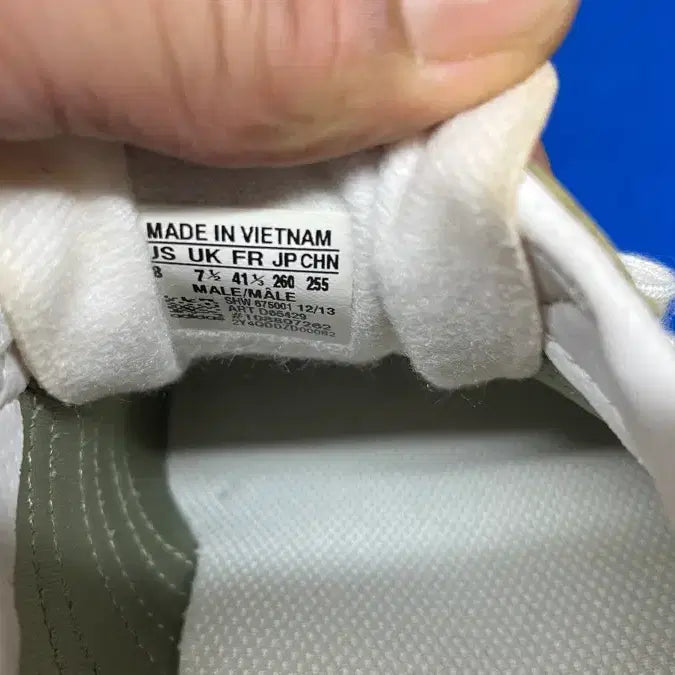 MADE IN VIETNAM
US UK FR JP CHN
8 7½ 41⅓ 260 255
MALE/MÂLE
SHW 675001 12/13
ART D65429
#108807262